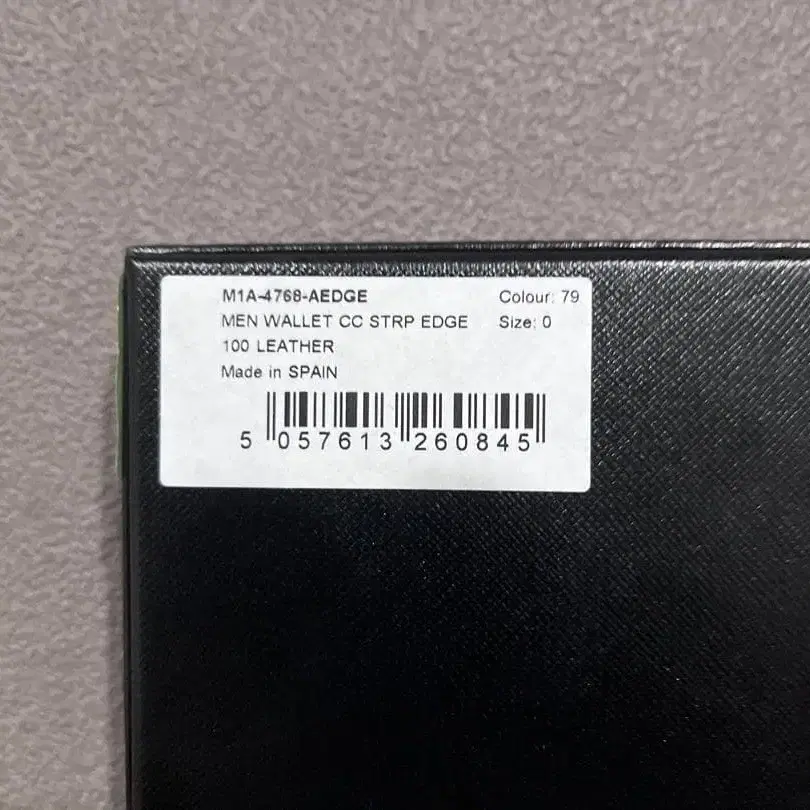 M1A-4768-AEDGE Colour: 79
MEN WALLET CC STRP EDGE Size: 0
100 LEATHER
Made in SPAIN
5 057613 260845